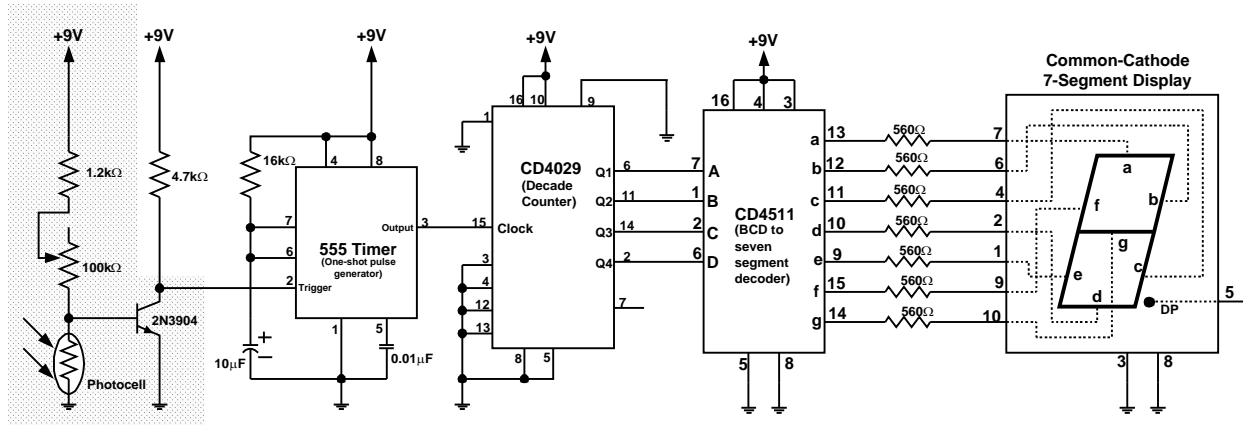 +9V
+9V
1.2kΩ
4.7kΩ
100kΩ
2N3904
Photocell
+9V
16kΩ
4
8
7
6
2
Trigger
Output
3
555 Timer
(One-shot pulse
generator)
1
5
+
−
10µF
0.01µF
+9V
16
10
9
1
CD4029
(Decade
Counter)
15
Clock
Q1
6
Q2
11
Q3
14
Q4
2
3
4
12
13
7
8
5
+9V
16
4
3
7
A
1
B
2
C
6
D
CD4511
(BCD to
seven
segment
decoder)
a
13
b
12
c
11
d
10
e
9
f
15
g
14
5
8
560Ω
560Ω
560Ω
560Ω
560Ω
560Ω
560Ω
Common-Cathode
7-Segment Display
7
6
4
2
1
9
10
a
b
f
g
c
e
d
DP
5
3
8